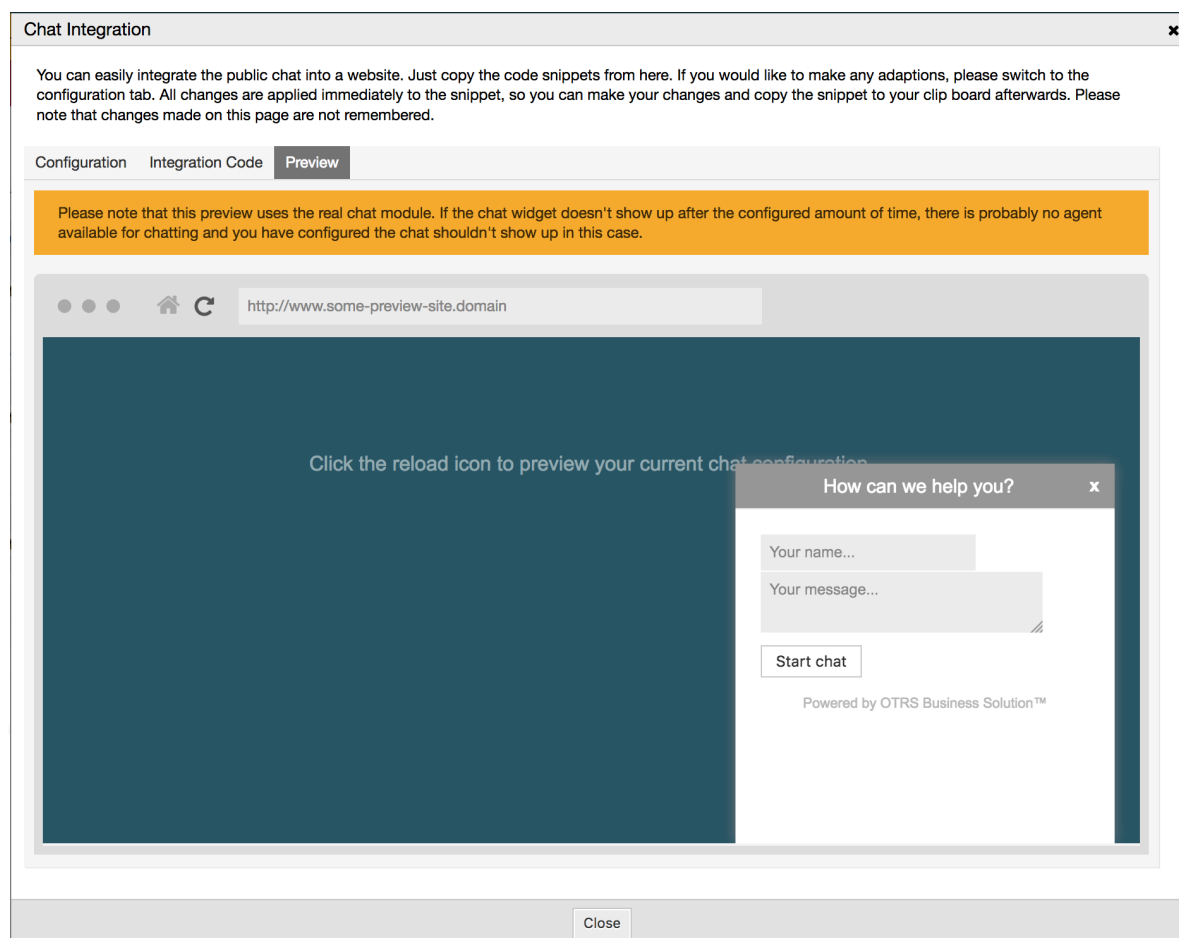 Chat Integration
You can easily integrate the public chat into a website. Just copy the code snippets from here. If you would like to make any adaptions, please switch to the
configuration tab. All changes are applied immediately to the snippet, so you can make your changes and copy the snippet to your clip board afterwards. Please
note that changes made on this page are not remembered.
Configuration Integration Code Preview
Please note that this preview uses the real chat module. If the chat widget doesn't show up after the configured amount of time, there is probably no agent
available for chatting and you have configured the chat shouldn't show up in this case.
http://www.some-preview-site.domain
Click the reload icon to preview your current chat configuration
How can we help you? x
Your name...
Your message...
Start chat
Powered by OTRS Business Solution™
Close